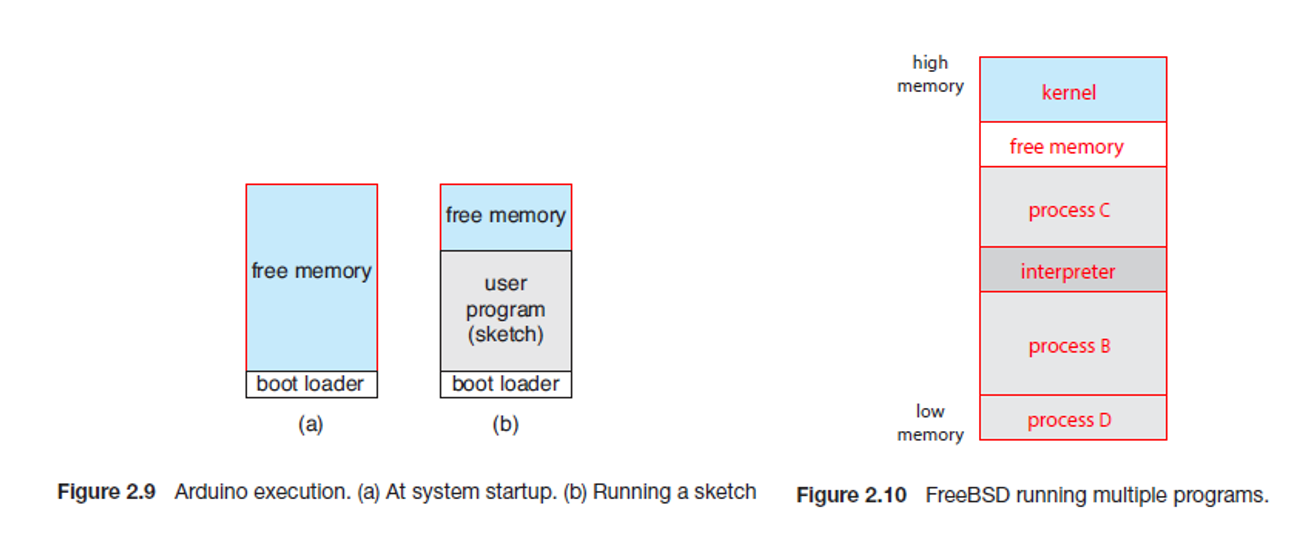 free memory
boot loader
(a)
free memory
user
program
(sketch)
boot loader
(b)
Figure 2.9 Arduino execution. (a) At system startup. (b) Running a sketch
high
memory
kernel
free memory
process C
interpreter
process B
low
memory
process D
Figure 2.10 FreeBSD running multiple programs.